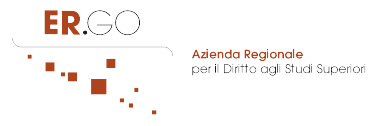 ER.GO
Azienda Regionale
per il Diritto agli Studi Superiori